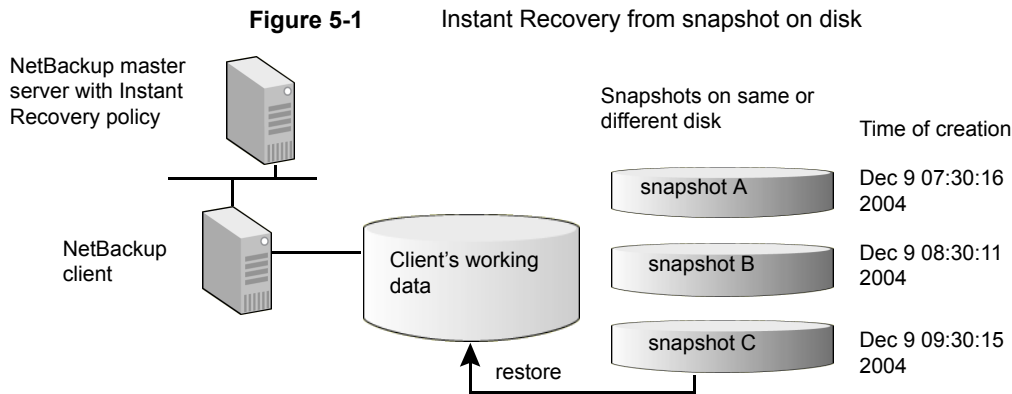 Figure 5-1 Instant Recovery from snapshot on disk
NetBackup master
server with Instant
Recovery policy
Snapshots on same or
different disk
Time of creation
snapshot A
Dec 9 07:30:16
2004
NetBackup
client
Client's working
data
snapshot B
Dec 9 08:30:11
2004
snapshot C
Dec 9 09:30:15
2004
restore